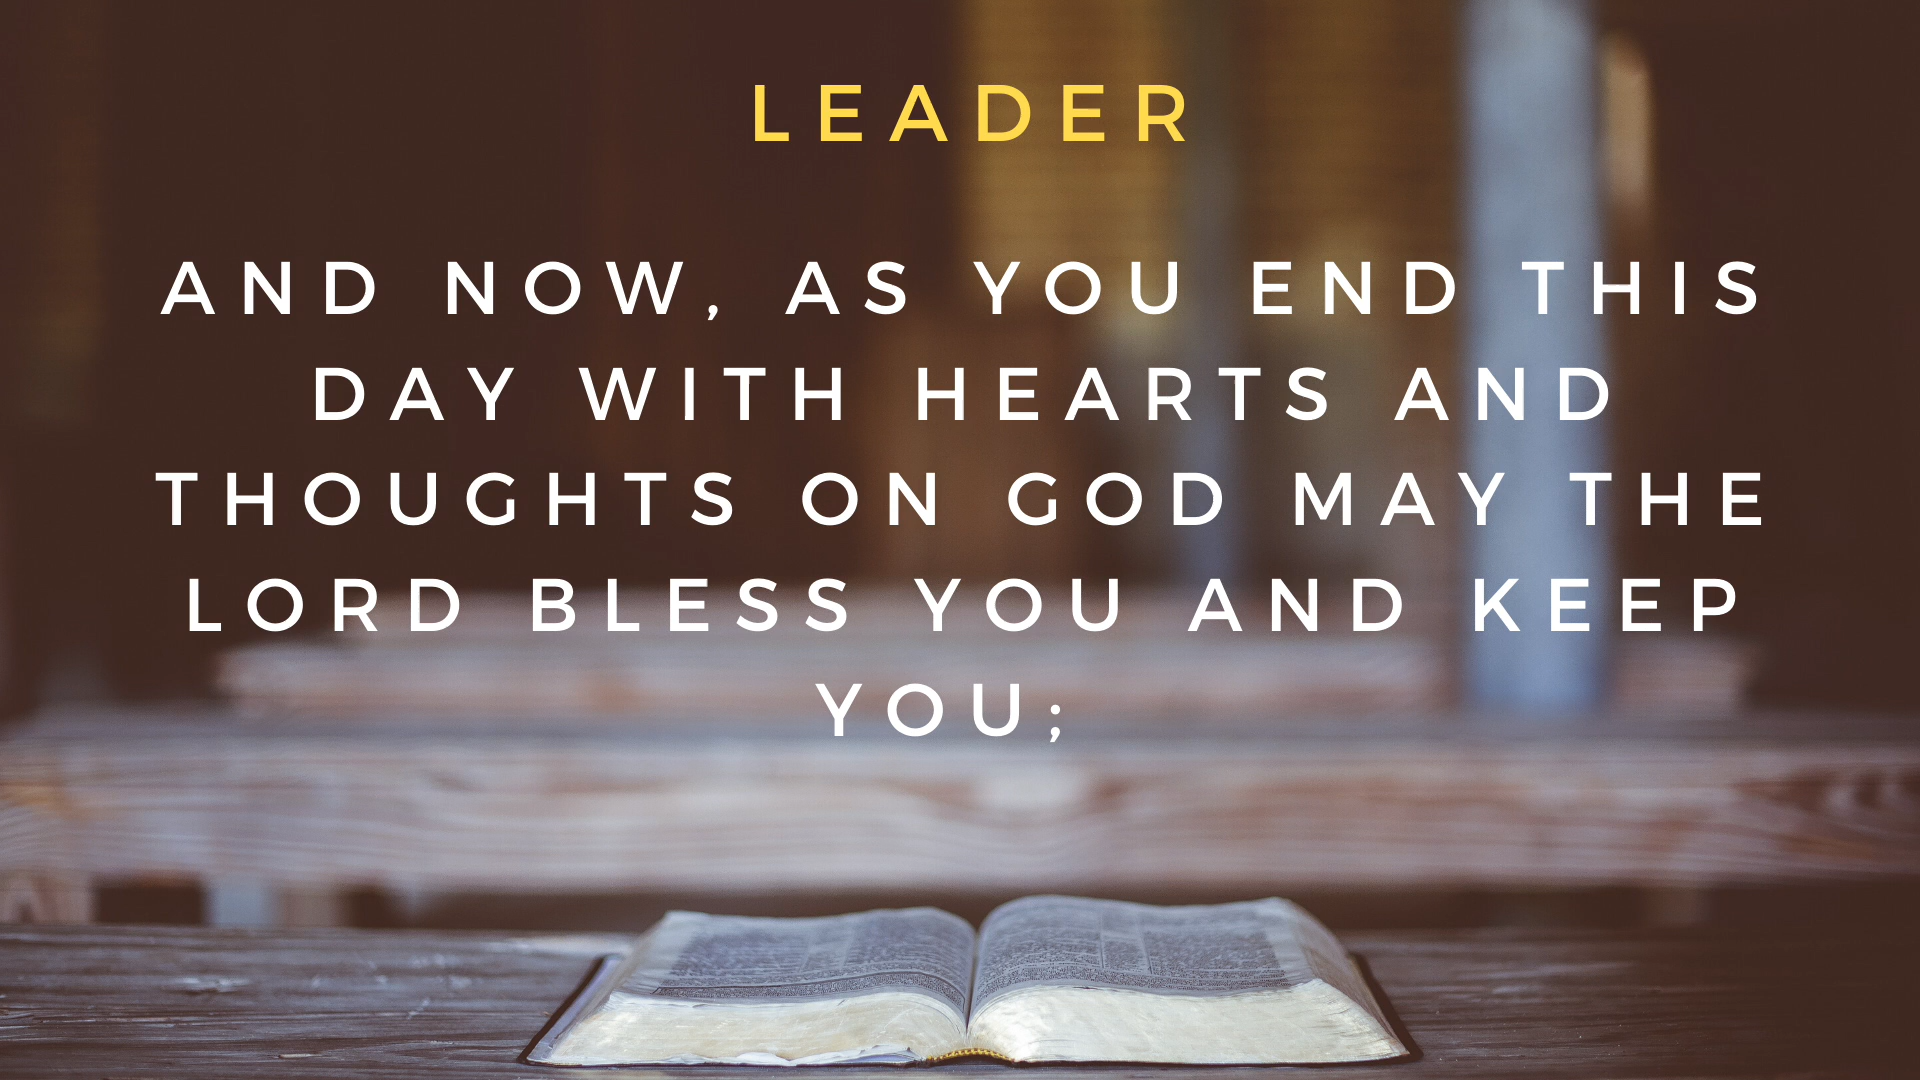 LEADER
AND NOW, AS YOU END THIS
DAY WITH HEARTS AND
THOUGHTS ON GOD MAY THE
LORD BLESS YOU AND KEEP
YOU;